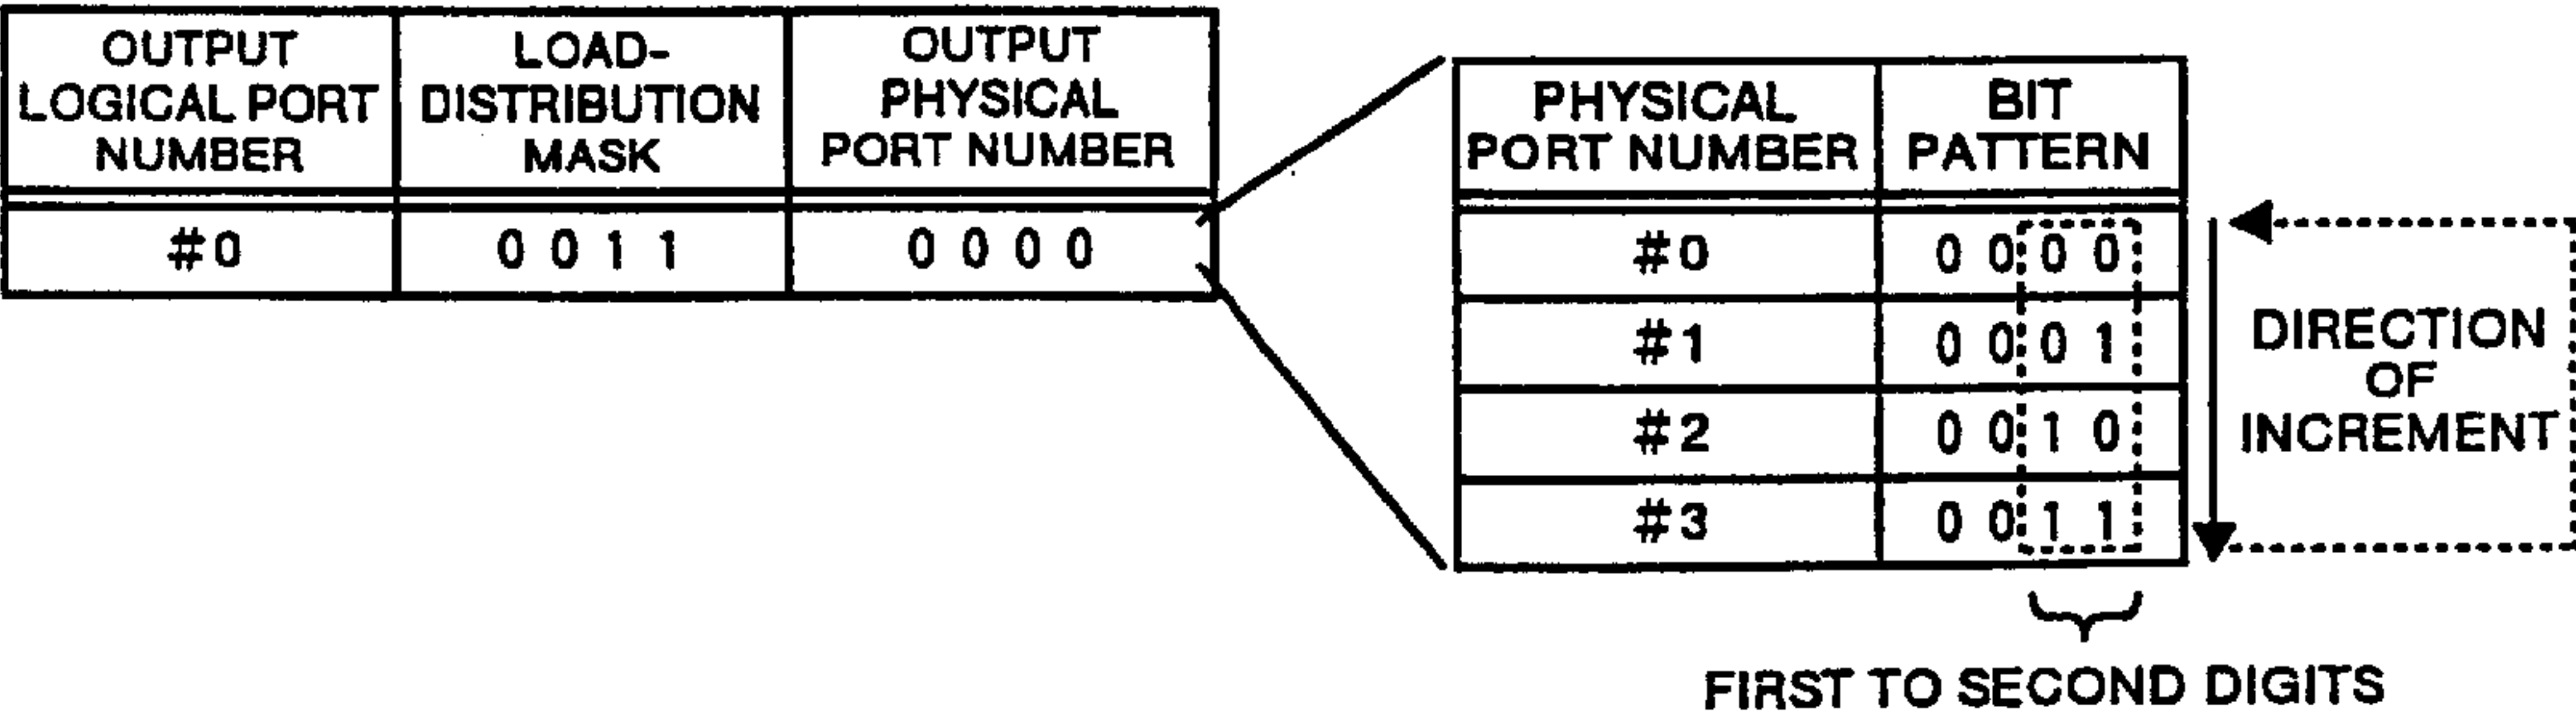 OUTPUT
LOGICAL PORT
NUMBER
LOAD-
DISTRIBUTION
MASK
OUTPUT
PHYSICAL
PORT NUMBER
#0
0 0 1 1
0 0 0 0
PHYSICAL
PORT NUMBER
BIT
PATTERN
#0
0 0 0 0
#1
0 0 0 1
#2
0 0 1 0
#3
0 0 1 1
DIRECTION
OF
INCREMENT
FIRST TO SECOND DIGITS